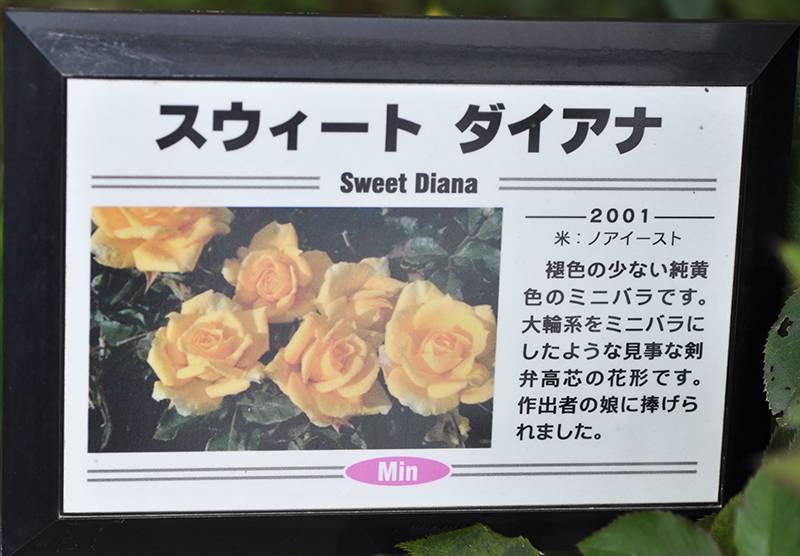 スウィート ダイアナ
Sweet Diana
2001
米：ノアイースト
褪色の少ない純黄
色のミニバラです。
大輪系をミニバラに
したような見事な剣
弁高芯の花形です。
作出者の娘に捧げら
れました。
Min